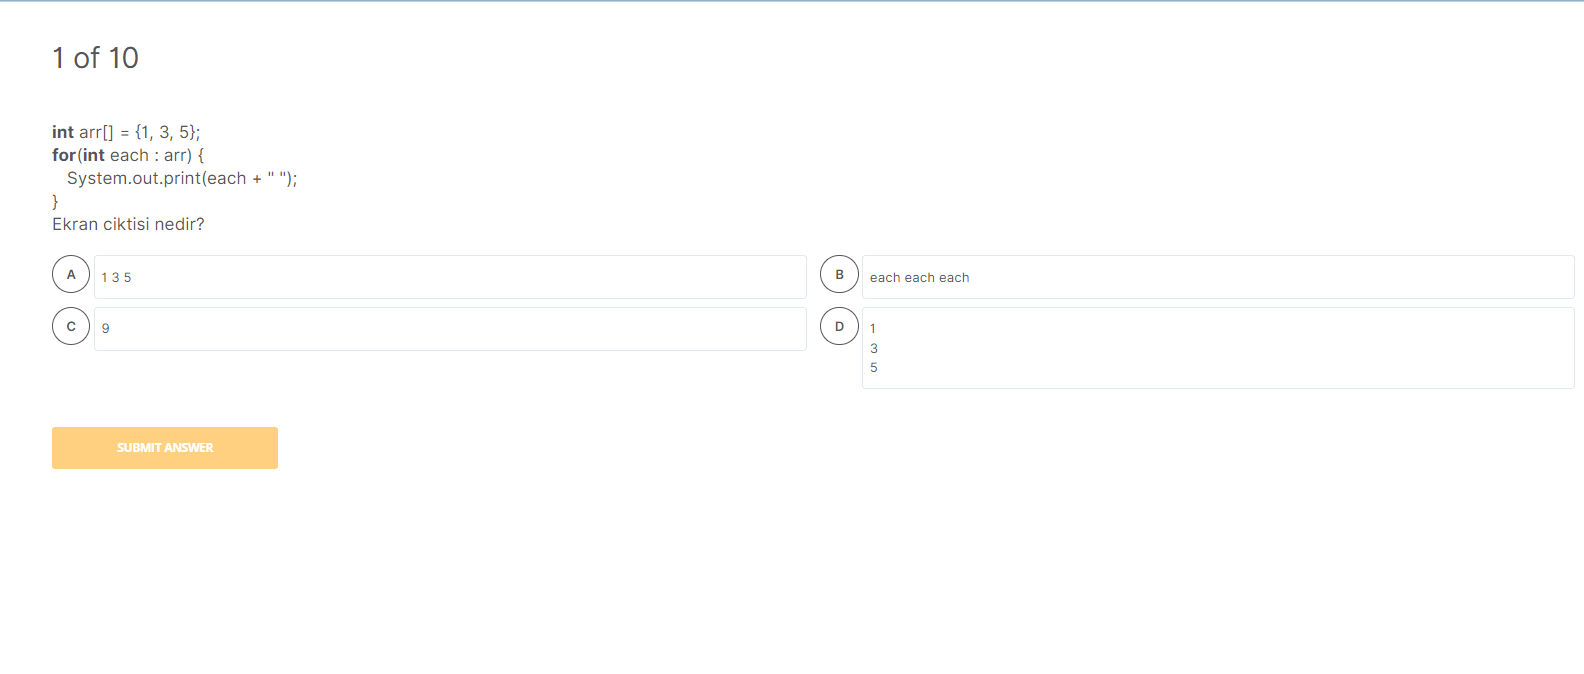 1 of 10
int arr[] = {1, 3, 5};
for(int each : arr) {
System.out.print(each + " ");
}
Ekran ciktisi nedir?
A
1 3 5
B
each each each
C
9
D
1
3
5
SUBMIT ANSWER